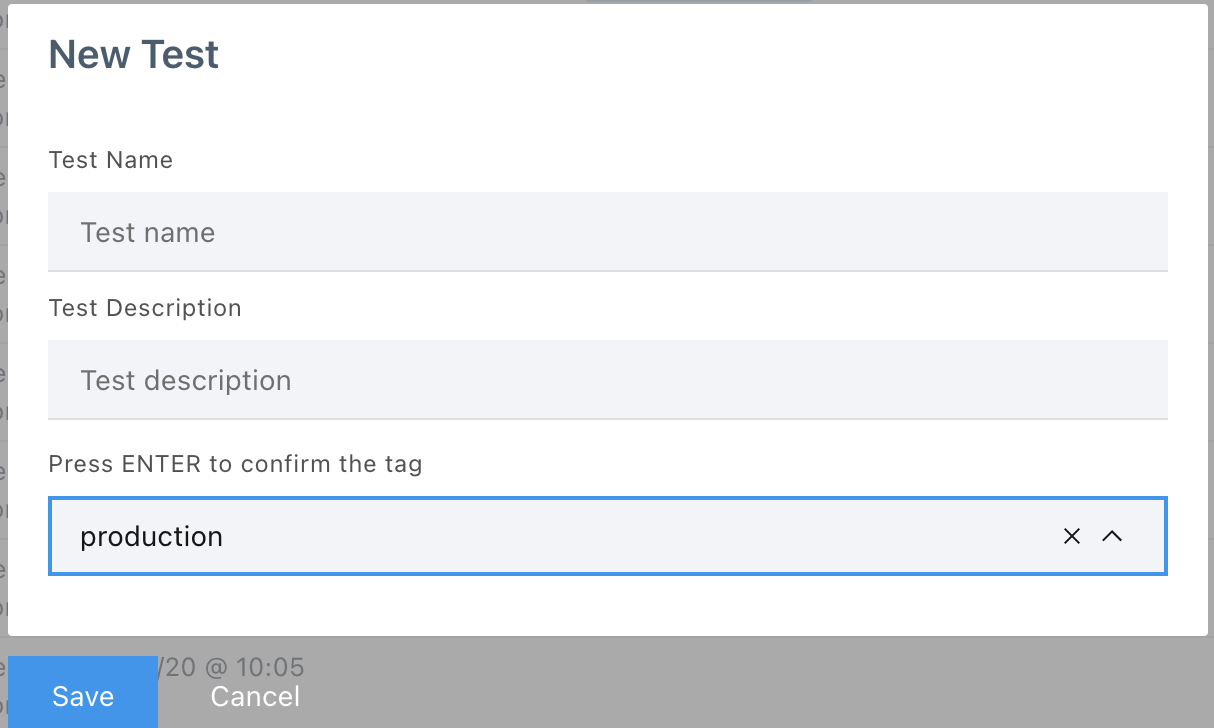 New Test
Test Name
Test name
Test Description
Test description
Press ENTER to confirm the tag
production
/20 @ 10:05
Save
Cancel